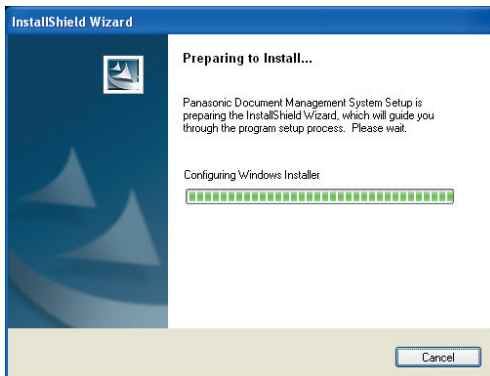 InstallShield Wizard
Preparing to Install...
Panasonic Document Management System Setup is
preparing the InstallShield Wizard, which will guide you
through the program setup process.  Please wait.
Configuring Windows Installer
Cancel